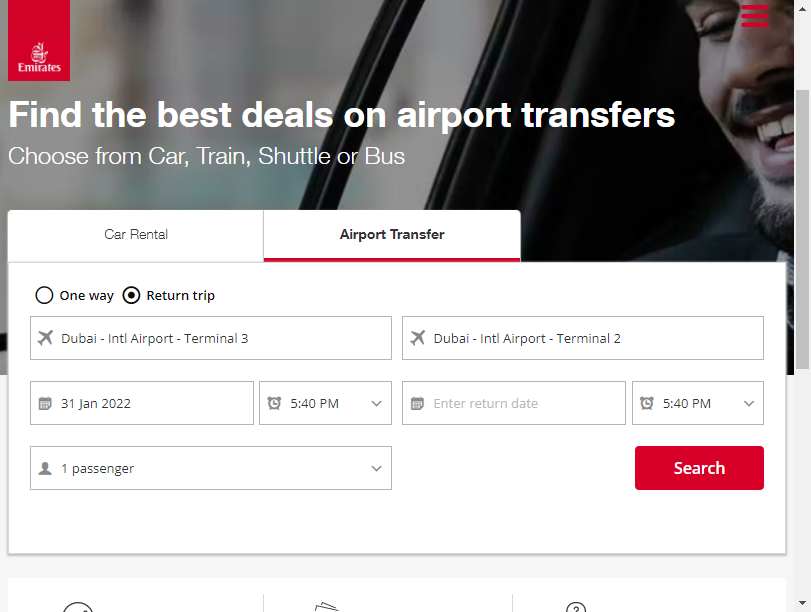 Emirates
Find the best deals on airport transfers
Choose from Car, Train, Shuttle or Bus
Car Rental
Airport Transfer
One way
Return trip
Dubai - Intl Airport - Terminal 3
Dubai - Intl Airport - Terminal 2
31 Jan 2022
5:40 PM
Enter return date
5:40 PM
1 passenger
Search